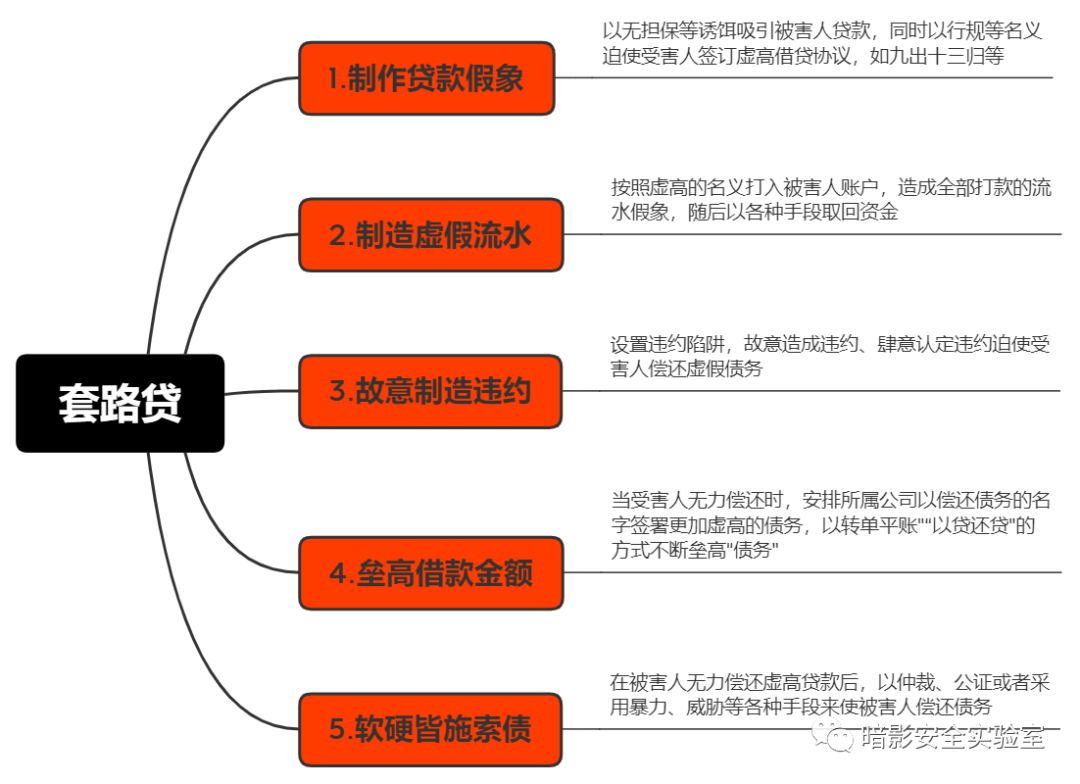 以无担保等诱饵吸引被害人贷款，同时以行规等名义
迫使受害人签订虚高借贷协议，如九出十三归等
1.制作贷款假象
按照虚高的名义打入被害人账户，造成全部打款的流
水假象，随后以各种手段取回资金
2.制造虚假流水
设置违约陷阱，故意造成违约、肆意认定违约迫使受
害人偿还虚假债务
3.故意制造违约
套路贷
当受害人无力偿还时，安排所属公司以偿还债务的名
字签署更加虚高的债务，以转单平账""以贷还贷"的
方式不断垒高"债务"
4.垒高借款金额
在被害人无力偿还虚高贷款后，以仲裁、公证或者采
用暴力、威胁等各种手段来使被害人偿还债务
5.软硬皆施索债
暗影安全实验室